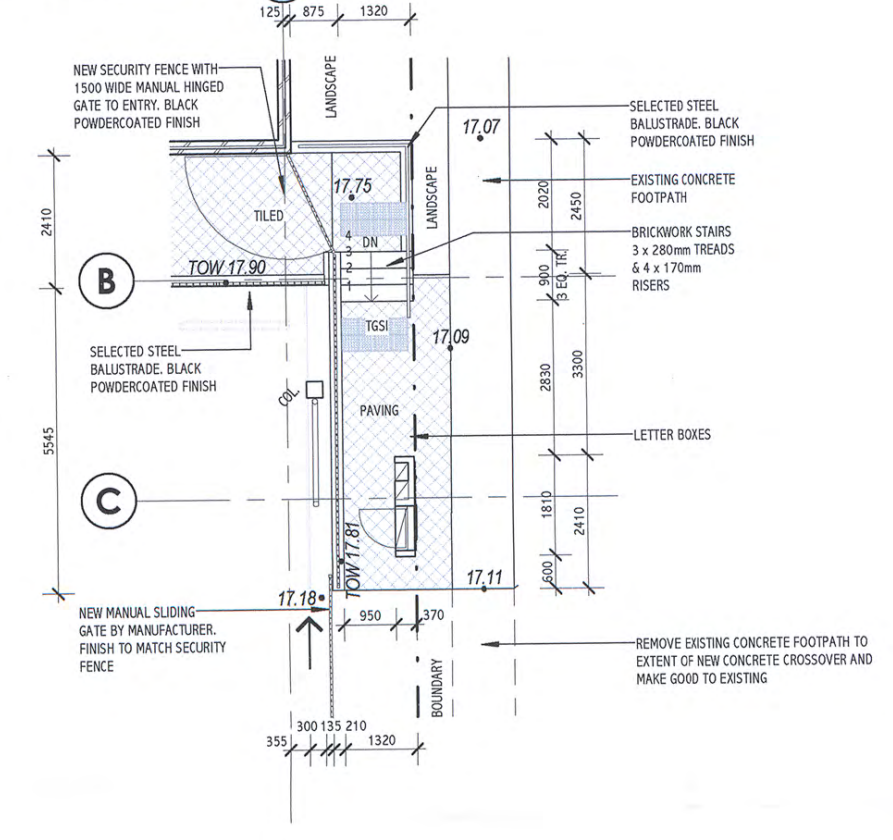 125 875 1320
NEW SECURITY FENCE WITH
1500 WIDE MANUAL HINGED
GATE TO ENTRY. BLACK
POWDERCOATED FINISH
LANDSCAPE
SELECTED STEEL
BALUSTRADE. BLACK
POWDERCOATED FINISH
17.07
EXISTING CONCRETE
FOOTPATH
17.75
LANDSCAPE
TILED
2410
2020
2450
BRICKWORK STAIRS
3 x 280mm TREADS
& 4 x 170mm
RISERS
4
DN
3
2
1
B
TOW 17.90
900
3 EQ. TR.
TGSI
17.09
SELECTED STEEL
BALUSTRADE. BLACK
POWDERCOATED FINISH
COL.
2830
3300
PAVING
5545
LETTER BOXES
C
1810
2410
TOW 17.81
600
17.11
17.18
950 370
NEW MANUAL SLIDING
GATE BY MANUFACTURER.
FINISH TO MATCH SECURITY
FENCE
REMOVE EXISTING CONCRETE FOOTPATH TO
EXTENT OF NEW CONCRETE CROSSOVER AND
MAKE GOOD TO EXISTING
BOUNDARY
300 135 210
355 1320